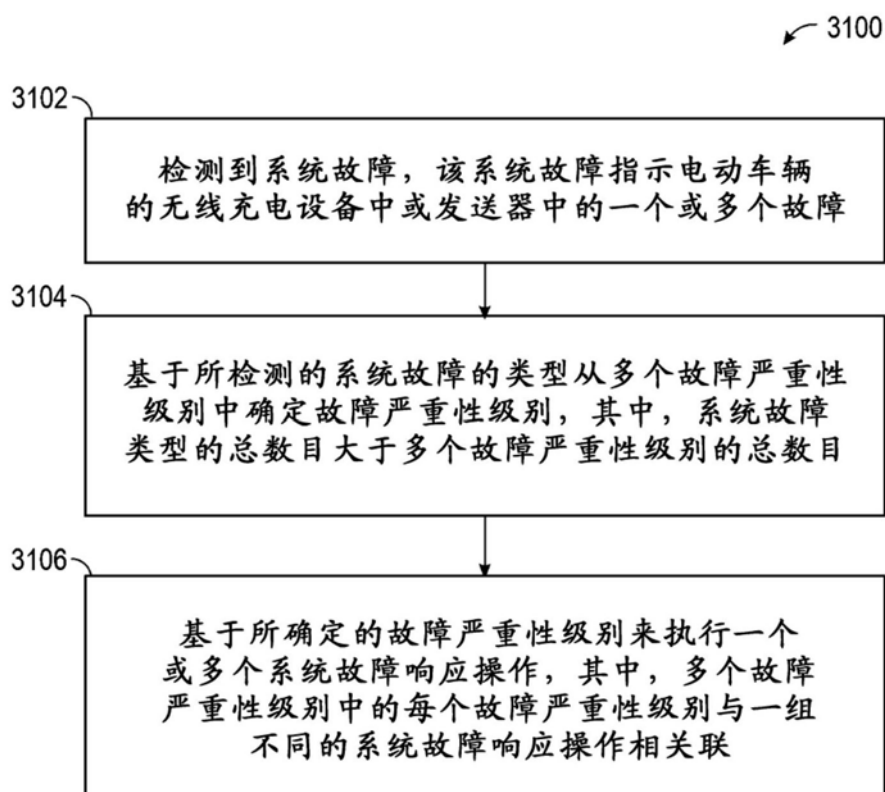 3100
3102
检测到系统故障，该系统故障指示电动车辆
的无线充电设备中或发送器中的一个或多个故障
3104
基于所检测的系统故障的类型从多个故障严重性
级别中确定故障严重性级别，其中，系统故障
类型的总数目大于多个故障严重性级别的总数目
3106
基于所确定的故障严重性级别来执行一个
或多个系统故障响应操作，其中，多个故障
严重性级别中的每个故障严重性级别与一组
不同的系统故障响应操作相关联